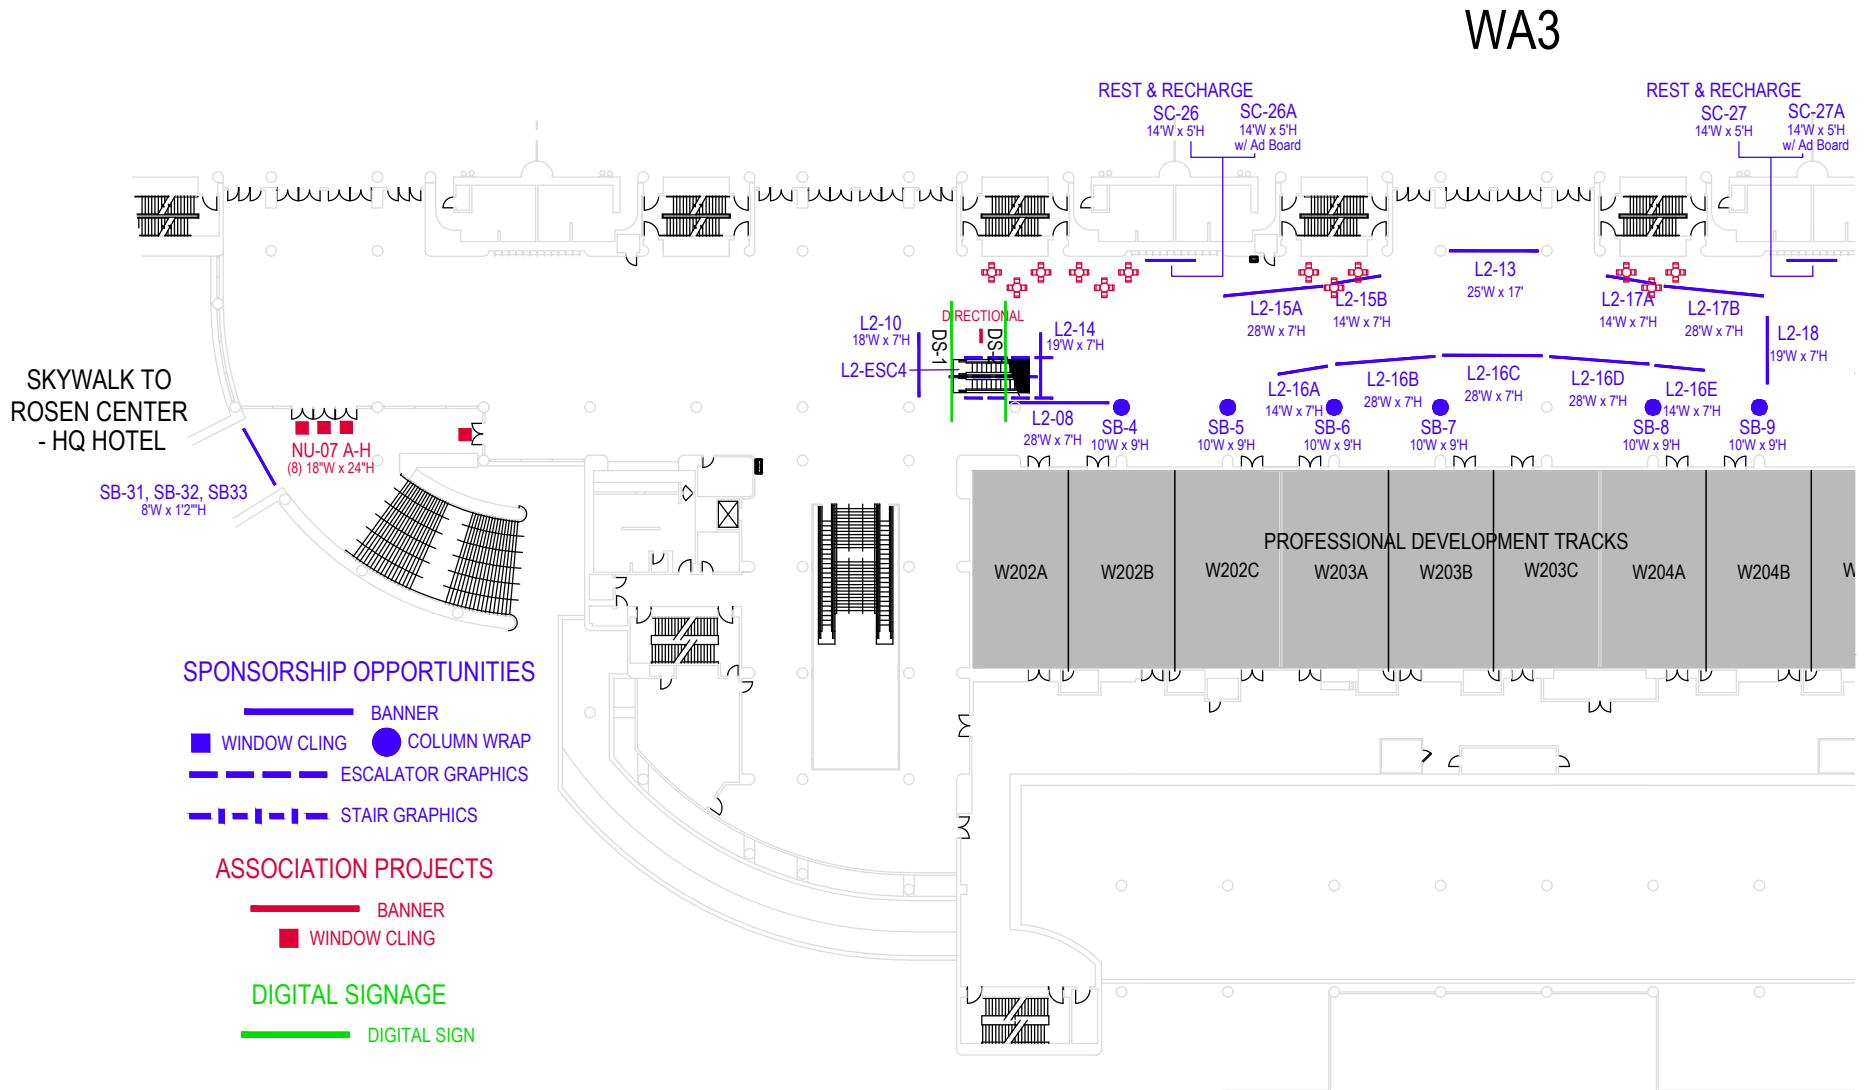 WA3
REST & RECHARGE
SC-26
14'W x 5'H
SC-26A
14'W x 5'H
w/ Ad Board
REST & RECHARGE
SC-27
14'W x 5'H
SC-27A
14'W x 5'H
w/ Ad Board
L2-13
25'W x 17'
L2-15A
28'W x 7'H
L2-15B
14'W x 7'H
L2-17A
14'W x 7'H
L2-17B
28'W x 7'H
L2-18
19'W x 7'H
DIRECTIONAL
L2-10
18'W x 7'H
DS-1
DS-2
L2-14
19'W x 7'H
L2-ESC4
L2-16A
14'W x 7'H
L2-16B
28'W x 7'H
L2-16C
28'W x 7'H
L2-16D
28'W x 7'H
L2-16E
14'W x 7'H
L2-08
28'W x 7'H
SB-4
10'W x 9'H
SB-5
10'W x 9'H
SB-6
10'W x 9'H
SB-7
10'W x 9'H
SB-8
10'W x 9'H
SB-9
10'W x 9'H
SKYWALK TO
ROSEN CENTER
- HQ HOTEL
NU-07 A-H
(8) 18"W x 24"H
SB-31, SB-32, SB33
8'W x 1'2"'H
PROFESSIONAL DEVELOPMENT TRACKS
W202A
W202B
W202C
W203A
W203B
W203C
W204A
W204B
W
SPONSORSHIP OPPORTUNITIES
BANNER
WINDOW CLING
COLUMN WRAP
ESCALATOR GRAPHICS
STAIR GRAPHICS
ASSOCIATION PROJECTS
BANNER
WINDOW CLING
DIGITAL SIGNAGE
DIGITAL SIGN